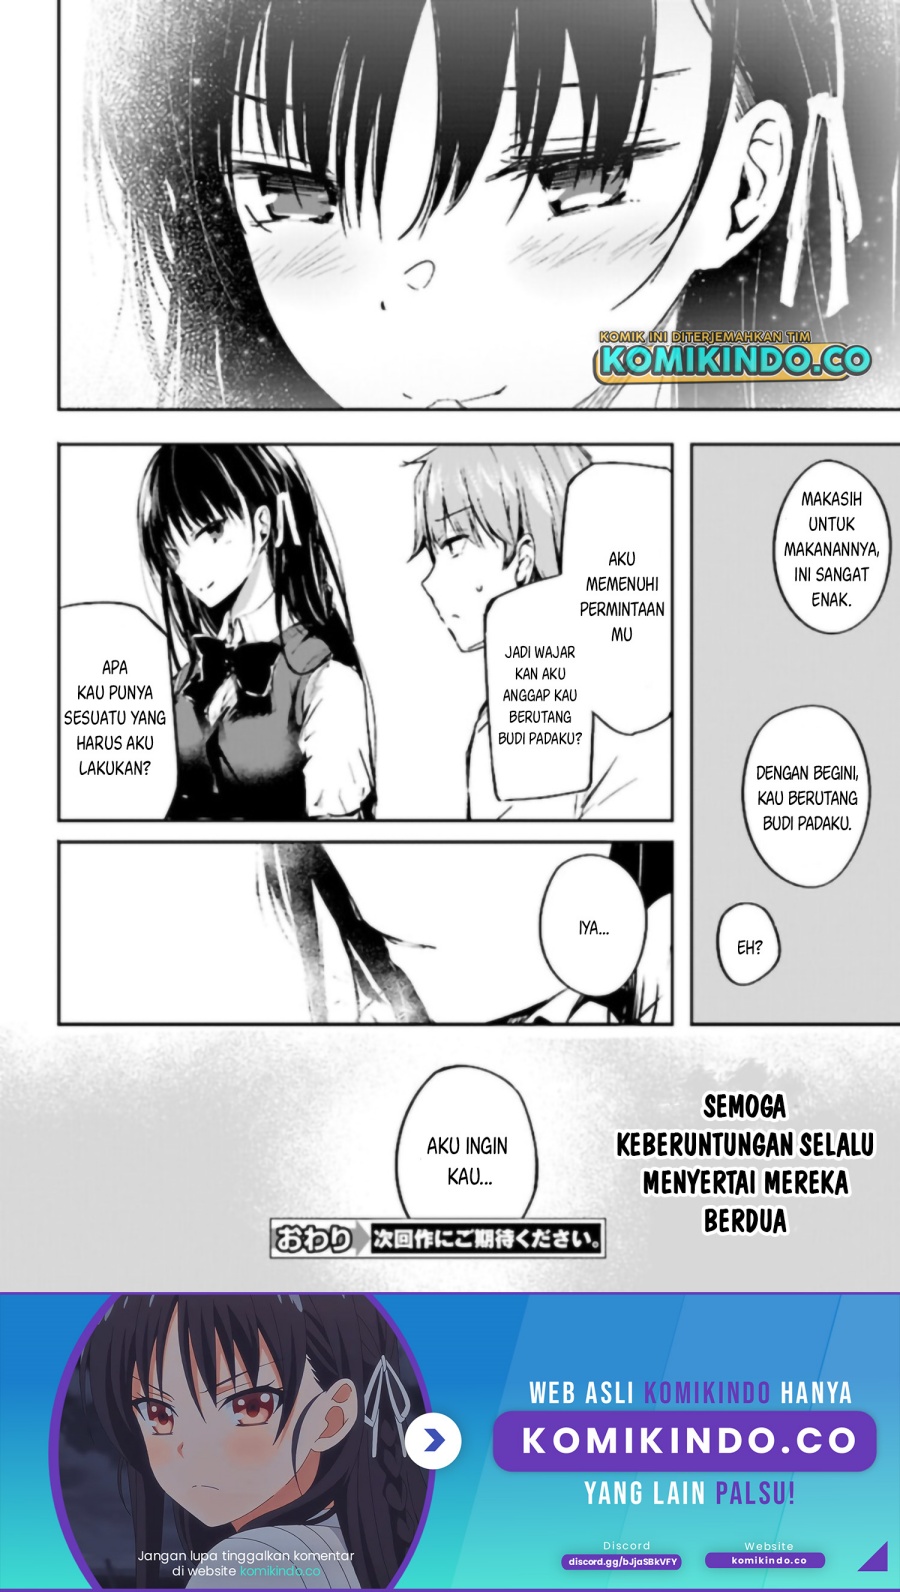 KOMIK INI DITERJEMAHKAN TIM
KOMIKINDO.CO
MAKASIH
UNTUK
MAKANANNYA,
INI SANGAT
ENAK.
DENGAN BEGINI,
KAU BERUTANG
BUDI PADAKU.
EH?
AKU
MEMENUHI
PERMINTAAN
MU
JADI WAJAR
KAN AKU
ANGGAP KAU
BERUTANG
BUDI PADAKU?
APA
KAU PUNYA
SESUATU YANG
HARUS AKU
LAKUKAN?
IYA...
AKU INGIN
KAU...
SEMOGA
KEBERUNTUNGAN SELALU
MENYERTAI MEREKA
BERDUA
おわり 次回作にご期待ください。
WEB ASLI KOMIKINDO HANYA
KOMIKINDO.CO
YANG LAIN PALSU!
Jangan lupa tinggalkan komentar
di website komikindo.co
Discord
discord.gg/bJjaSBkVFY
Website
komikindo.co